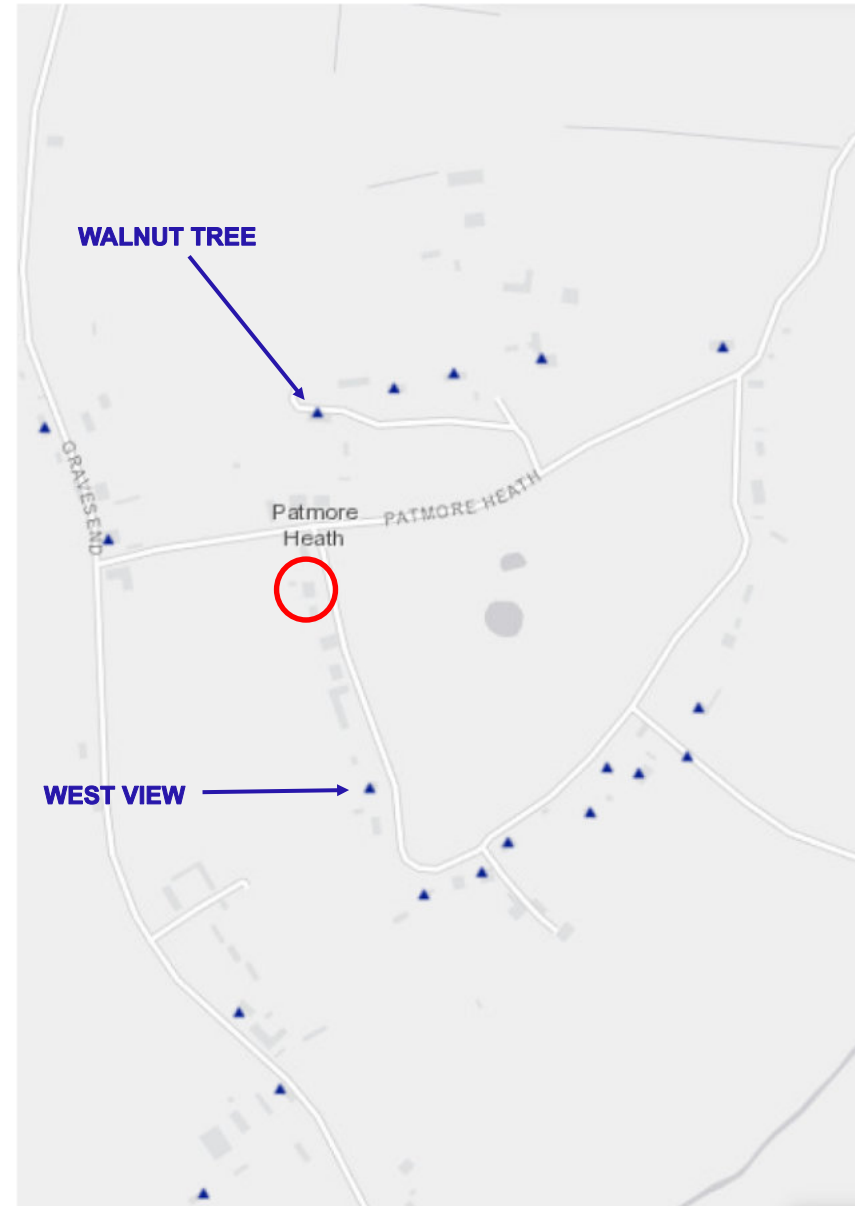 WALNUT TREE
GRAVESEND
Patmore
Heath
PATMORE HEATH
WEST VIEW